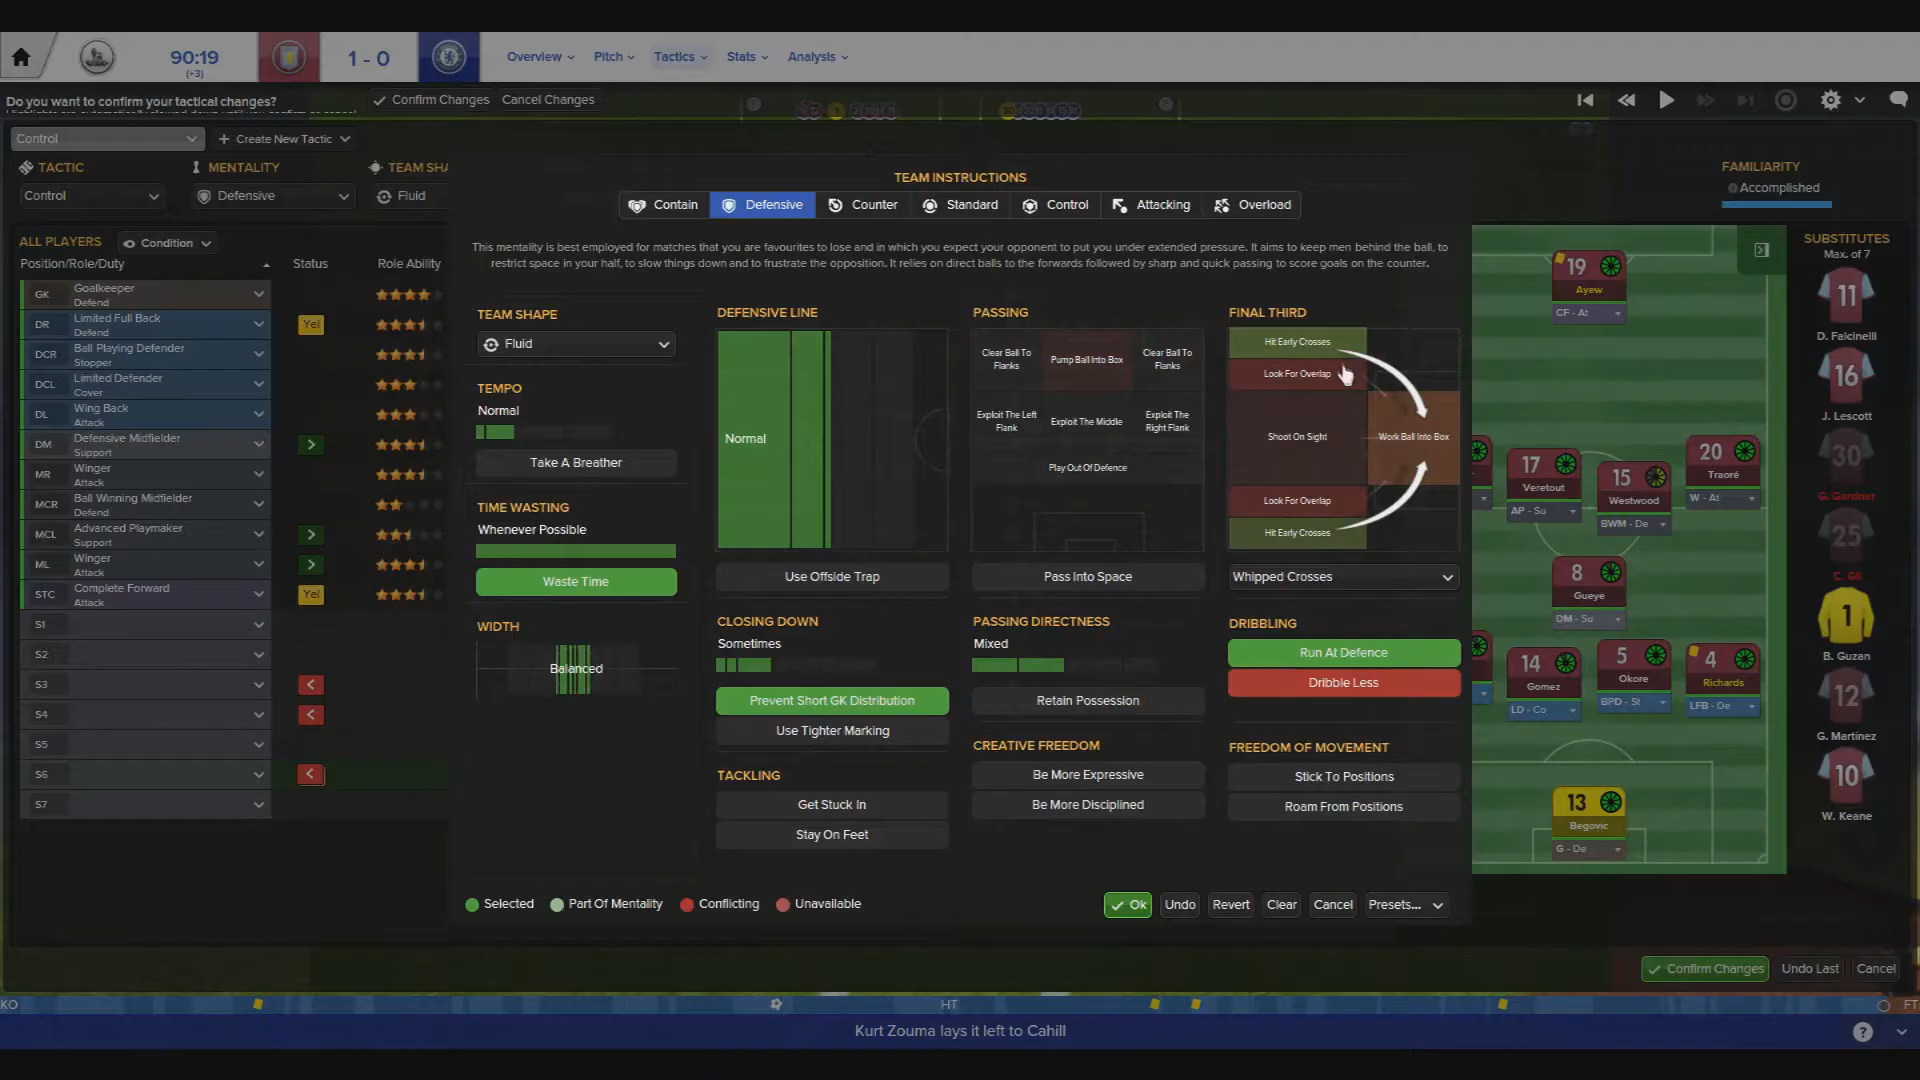 90:19
(+3)
1 - 0
Overview
Pitch
Tactics
Stats
Analysis
Do you want to confirm your tactical changes?
Confirm Changes
Cancel Changes
Control
Create New Tactic
TACTIC
MENTALITY
TEAM SHA
Control
Defensive
Fluid
FAMILIARITY
Accomplished
TEAM INSTRUCTIONS
Contain
Defensive
Counter
Standard
Control
Attacking
Overload
This mentality is best employed for matches that you are favourites to lose and in which you expect your opponent to put you under extended pressure. It aims to keep men behind the ball, to
restrict space in your half, to slow things down and to frustrate the opposition. It relies on direct balls to the forwards followed by sharp and quick passing to score goals on the counter.
ALL PLAYERS
Condition
Position/Role/Duty
Status
Role Ability
GK
Goalkeeper
Defend
DR
Limited Full Back
Defend
Yel
DCR
Ball Playing Defender
Stopper
DCL
Limited Defender
Cover
DL
Wing Back
Attack
DM
Defensive Midfielder
Support
MR
Winger
Attack
MCR
Ball Winning Midfielder
Defend
MCL
Advanced Playmaker
Support
ML
Winger
Attack
STC
Complete Forward
Attack
Yel
S1
S2
S3
S4
S5
S6
S7
TEAM SHAPE
Fluid
TEMPO
Normal
Take A Breather
TIME WASTING
Whenever Possible
Waste Time
WIDTH
Balanced
DEFENSIVE LINE
Normal
Use Offside Trap
CLOSING DOWN
Sometimes
Prevent Short GK Distribution
Use Tighter Marking
TACKLING
Get Stuck In
Stay On Feet
PASSING
Clear Ball To
Flanks
Pump Ball Into Box
Clear Ball To
Flanks
Exploit The Left
Flank
Exploit The Middle
Exploit The
Right Flank
Play Out Of Defence
Pass Into Space
PASSING DIRECTNESS
Mixed
Retain Possession
CREATIVE FREEDOM
Be More Expressive
Be More Disciplined
FINAL THIRD
Hit Early Crosses
Look For Overlap
Shoot On Sight
Work Ball Into Box
Look For Overlap
Hit Early Crosses
Whipped Crosses
DRIBBLING
Run At Defence
Dribble Less
FREEDOM OF MOVEMENT
Stick To Positions
Roam From Positions
Selected
Part Of Mentality
Conflicting
Unavailable
Ok
Undo
Revert
Clear
Cancel
Presets...
19
Ayew
CF - At
17
Veretout
AP - Su
15
Westwood
BWM - De
20
Traoré
W - At
8
Gueye
DM - Su
14
Gomez
LD - Co
5
Okore
BPD - St
4
Richards
LFB - De
13
Begovic
G - De
SUBSTITUTES
Max. of 7
11
D. Falcinelli
16
J. Lescott
30
G. Gardner
25
C. Gil
1
B. Guzan
12
G. Martinez
10
W. Keane
Confirm Changes
Undo Last
Cancel
KO
HT
FT
Kurt Zouma lays it left to Cahill
?